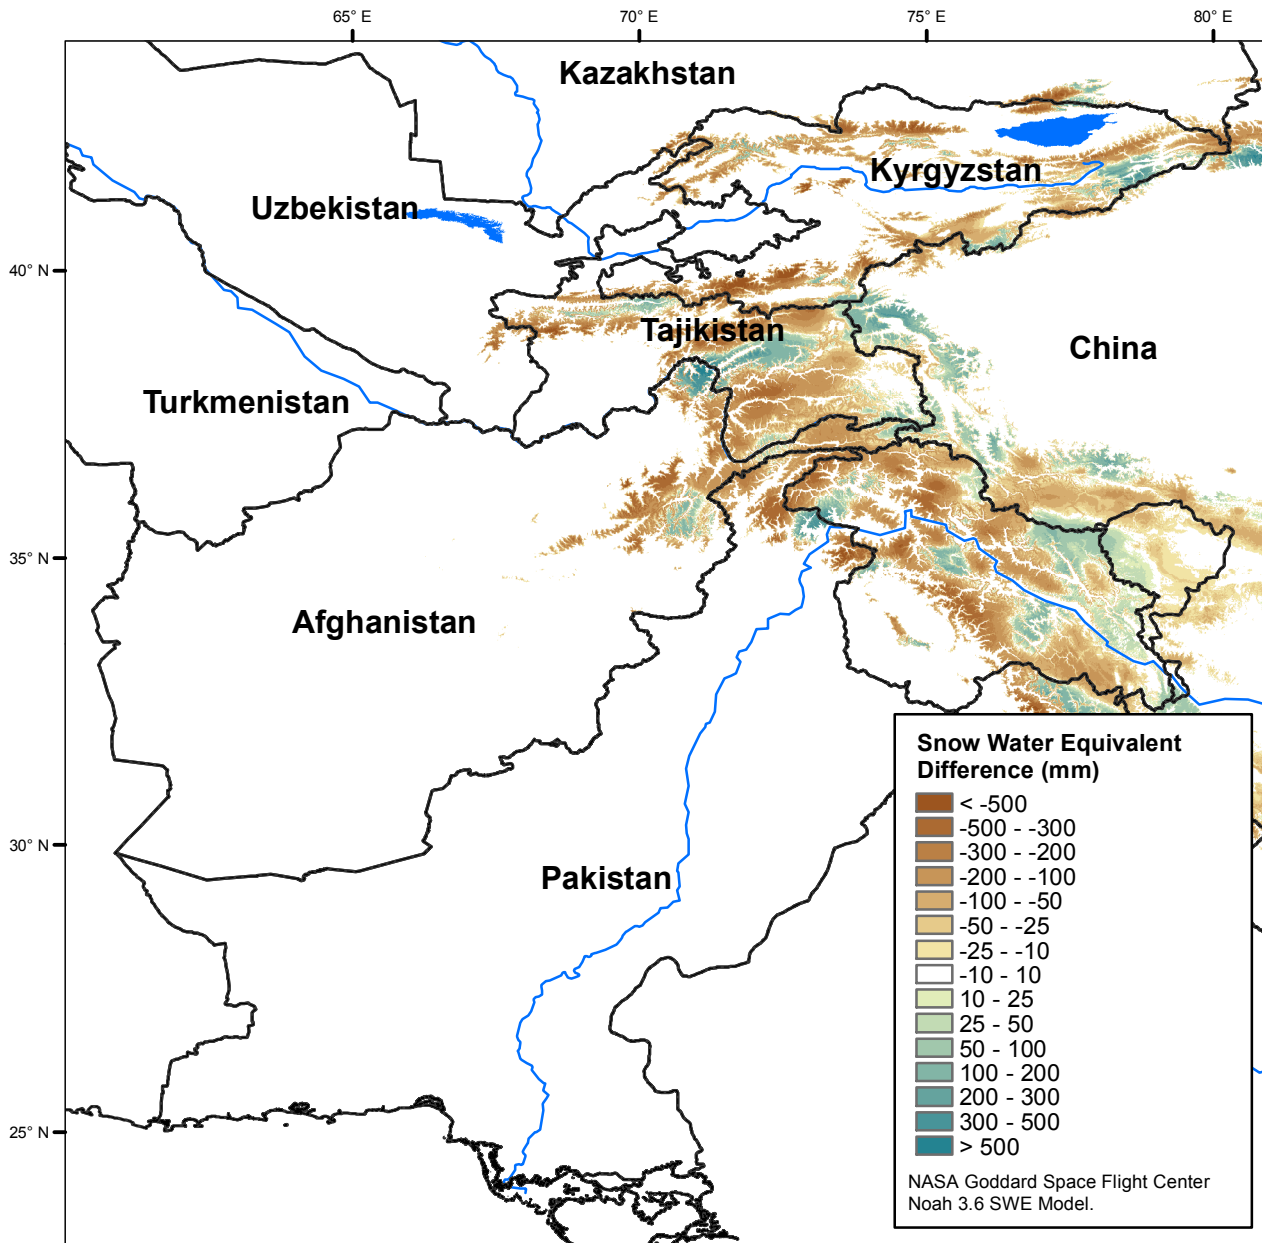 65° E
70° E
75° E
80° E
Kazakhstan
Kyrgyzstan
Uzbekistan
40° N
Tajikistan
China
Turkmenistan
35° N
Afghanistan
Snow Water Equivalent
Difference (mm)
< -500
-500 - -300
-300 - -200
-200 - -100
-100 - -50
-50 - -25
-25 - -10
-10 - 10
10 - 25
25 - 50
50 - 100
100 - 200
200 - 300
300 - 500
> 500
NASA Goddard Space Flight Center
Noah 3.6 SWE Model.
30° N
Pakistan
25° N